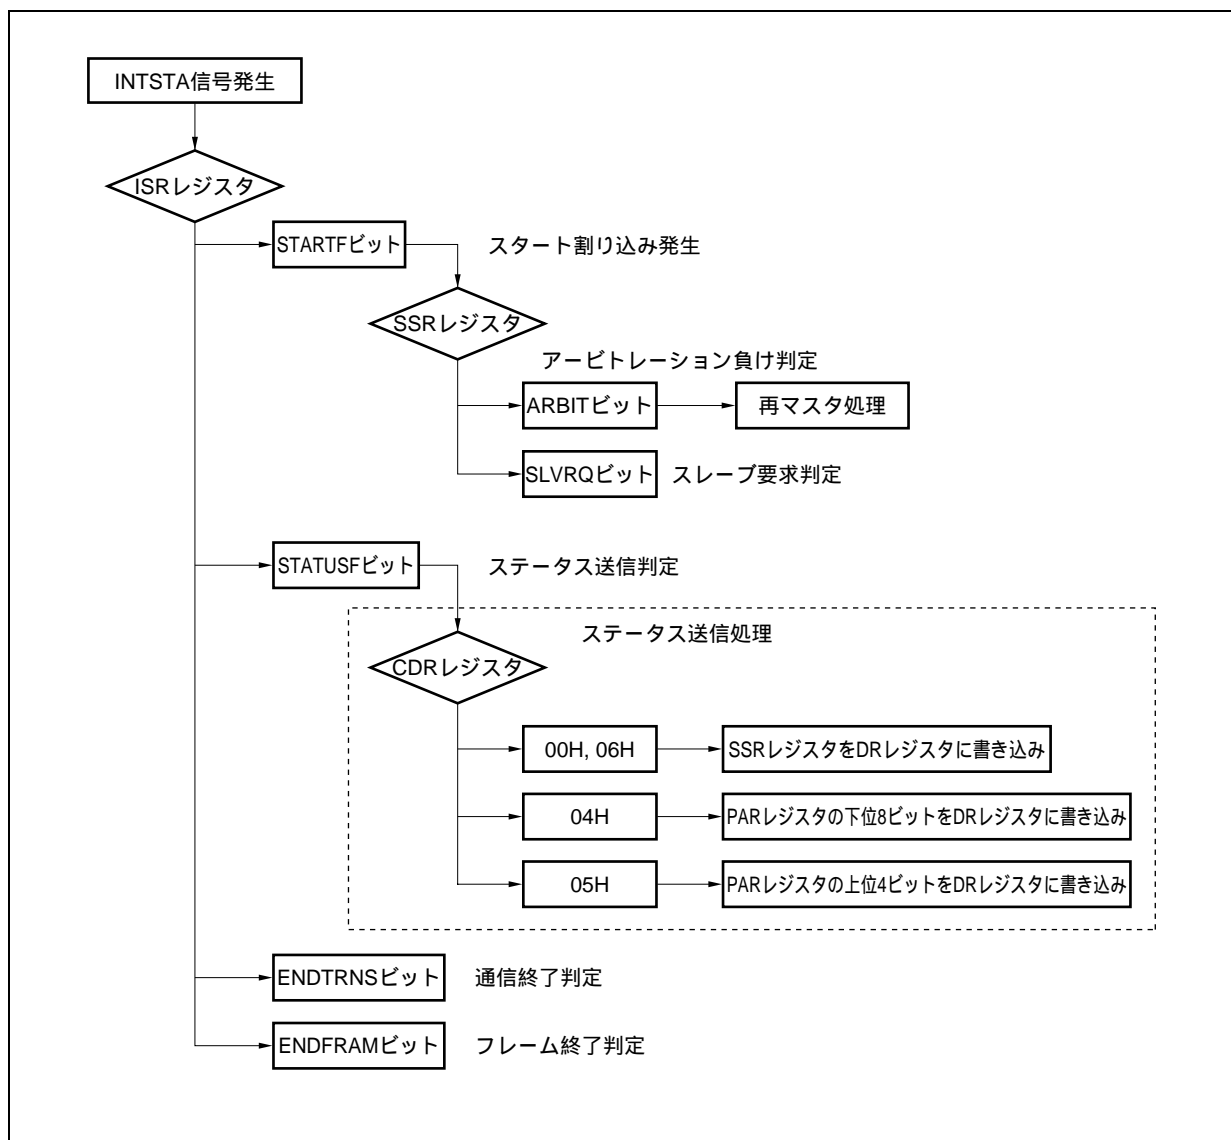 INTSTA信号発生
ISRレジスタ
STARTFビット
スタート割り込み発生
SSRレジスタ
アービトレーション負け判定
ARBITビット
再マスタ処理
SLVRQビット
スレーブ要求判定
STATUSFビット
ステータス送信判定
ステータス送信処理
CDRレジスタ
00H, 06H
SSRレジスタをDRレジスタに書き込み
04H
PARレジスタの下位8ビットをDRレジスタに書き込み
05H
PARレジスタの上位4ビットをDRレジスタに書き込み
ENDTRNSビット
通信終了判定
ENDFRAMビット
フレーム終了判定